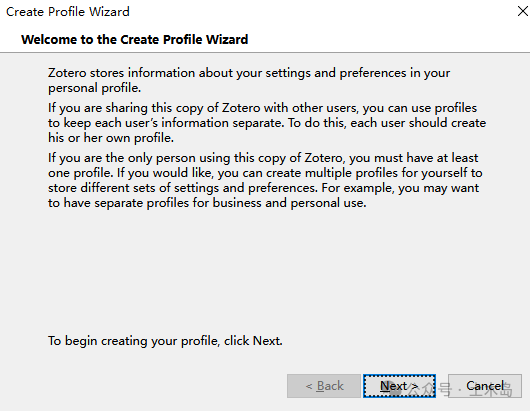 Create Profile Wizard
Welcome to the Create Profile Wizard
Zotero stores information about your settings and preferences in your
personal profile.
If you are sharing this copy of Zotero with other users, you can use profiles
to keep each user's information separate. To do this, each user should create
his or her own profile.
If you are the only person using this copy of Zotero, you must have at least
one profile. If you would like, you can create multiple profiles for yourself to
store different sets of settings and preferences. For example, you may want
to have separate profiles for business and personal use.
To begin creating your profile, click Next.
< Back Next > Cancel
公众号 · 土木岛